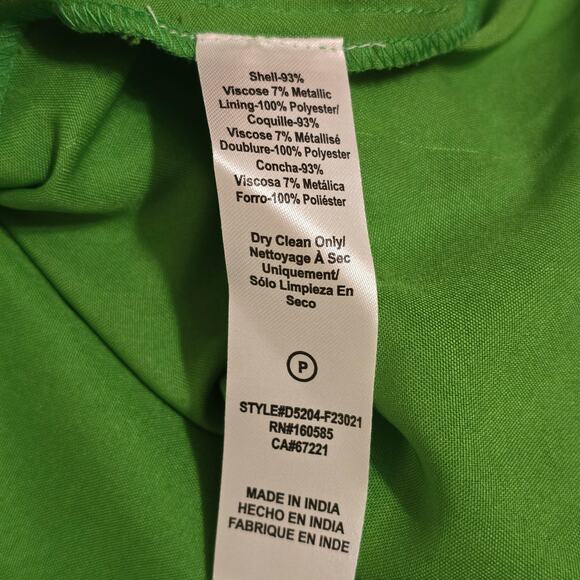 Shell-93%
Viscose 7% Metallic
Lining-100% Polyester/
Coquille-93%
Viscose 7% Métallisé
Doublure-100% Polyester
Concha-93%
Viscosa 7% Metálica
Forro-100% Poliéster
Dry Clean Only/
Nettoyage À Sec
Uniquement/
Sólo Limpieza En
Seco
P
STYLE#D5204-F23021
RN#160585
CA#67221
MADE IN INDIA
HECHO EN INDIA
FABRIQUE EN INDE